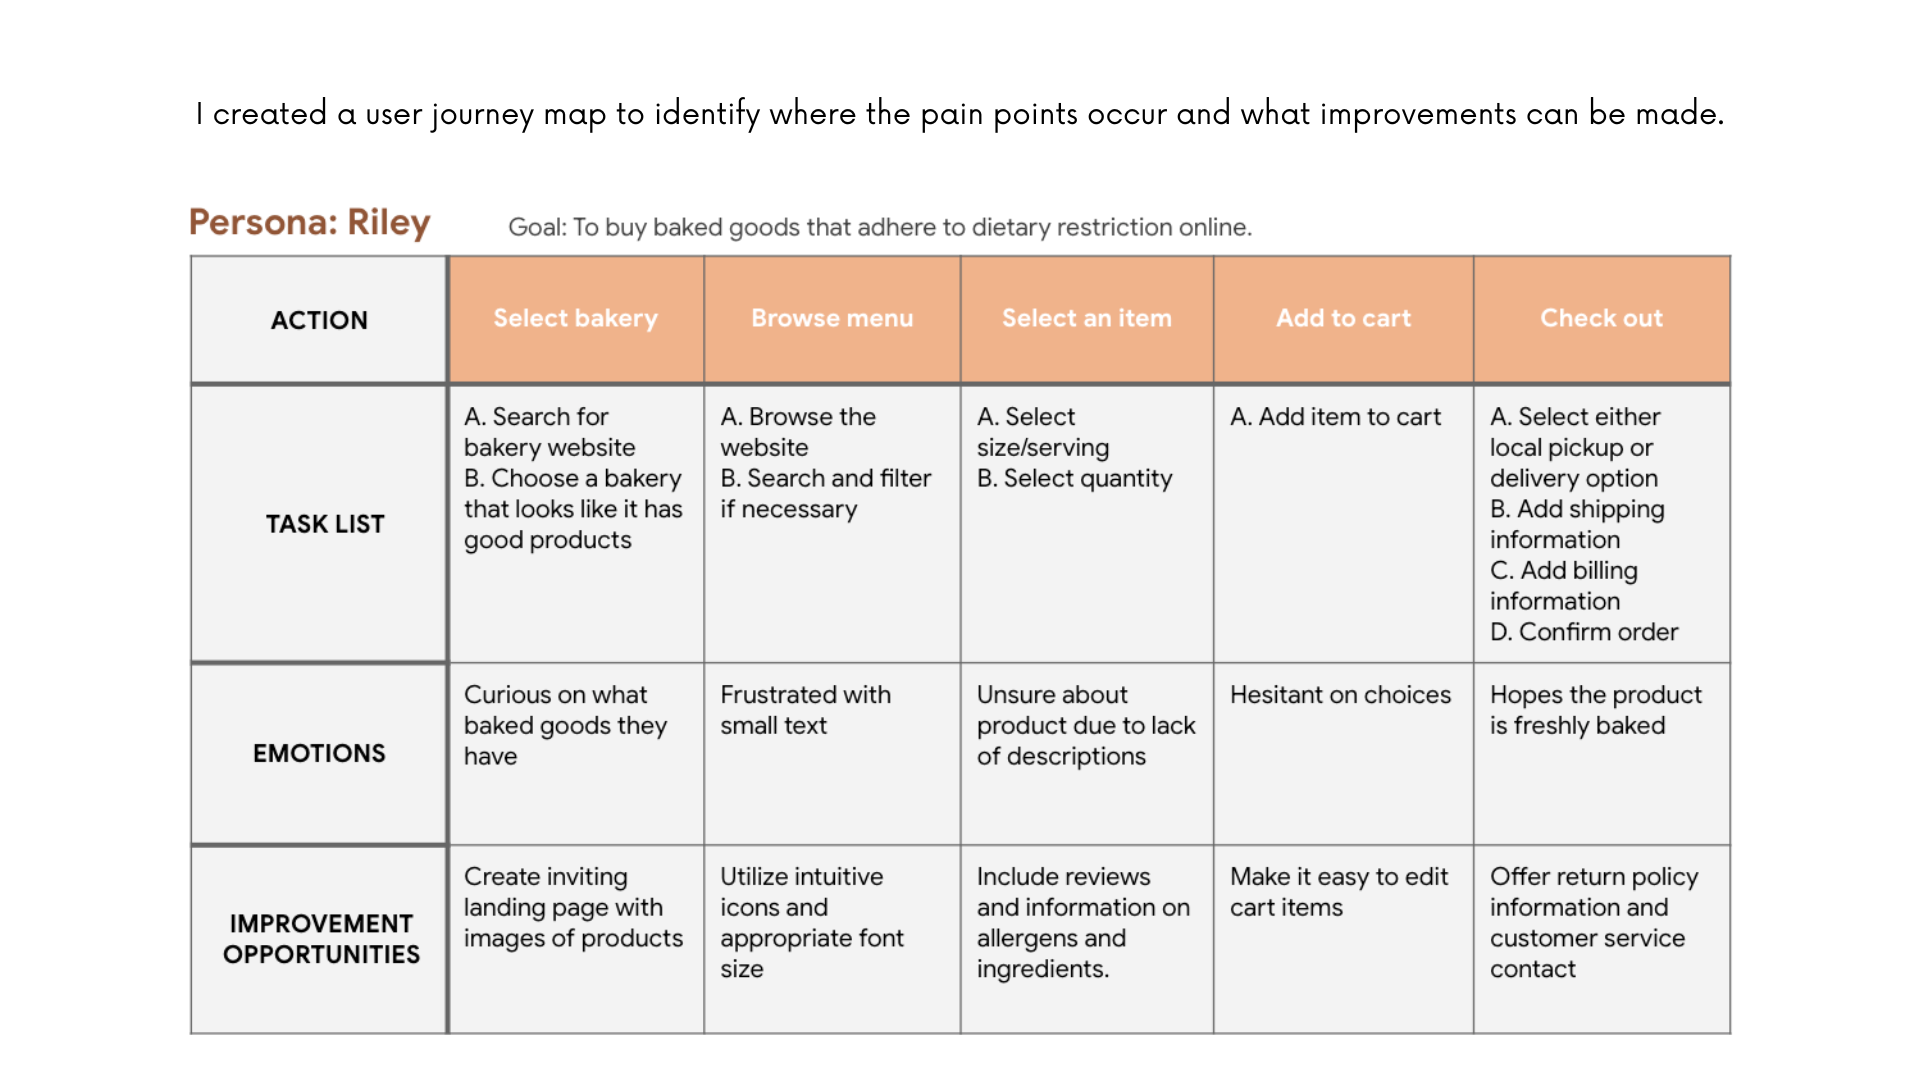 I created a user journey map to identify where the pain points occur and what improvements can be made.
Persona: Riley
Goal: To buy baked goods that adhere to dietary restriction online.
ACTION
Select bakery
Browse menu
Select an item
Add to cart
Check out
TASK LIST
A. Search for
bakery website
B. Choose a bakery
that looks like it has
good products
A. Browse the
website
B. Search and filter
if necessary
A. Select
size/serving
B. Select quantity
A. Add item to cart
A. Select either
local pickup or
delivery option
B. Add shipping
information
C. Add billing
information
D. Confirm order
EMOTIONS
Curious on what
baked goods they
have
Frustrated with
small text
Unsure about
product due to lack
of descriptions
Hesitant on choices
Hopes the product
is freshly baked
IMPROVEMENT
OPPORTUNITIES
Create inviting
landing page with
images of products
Utilize intuitive
icons and
appropriate font
size
Include reviews
and information on
allergens and
ingredients.
Make it easy to edit
cart items
Offer return policy
information and
customer service
contact